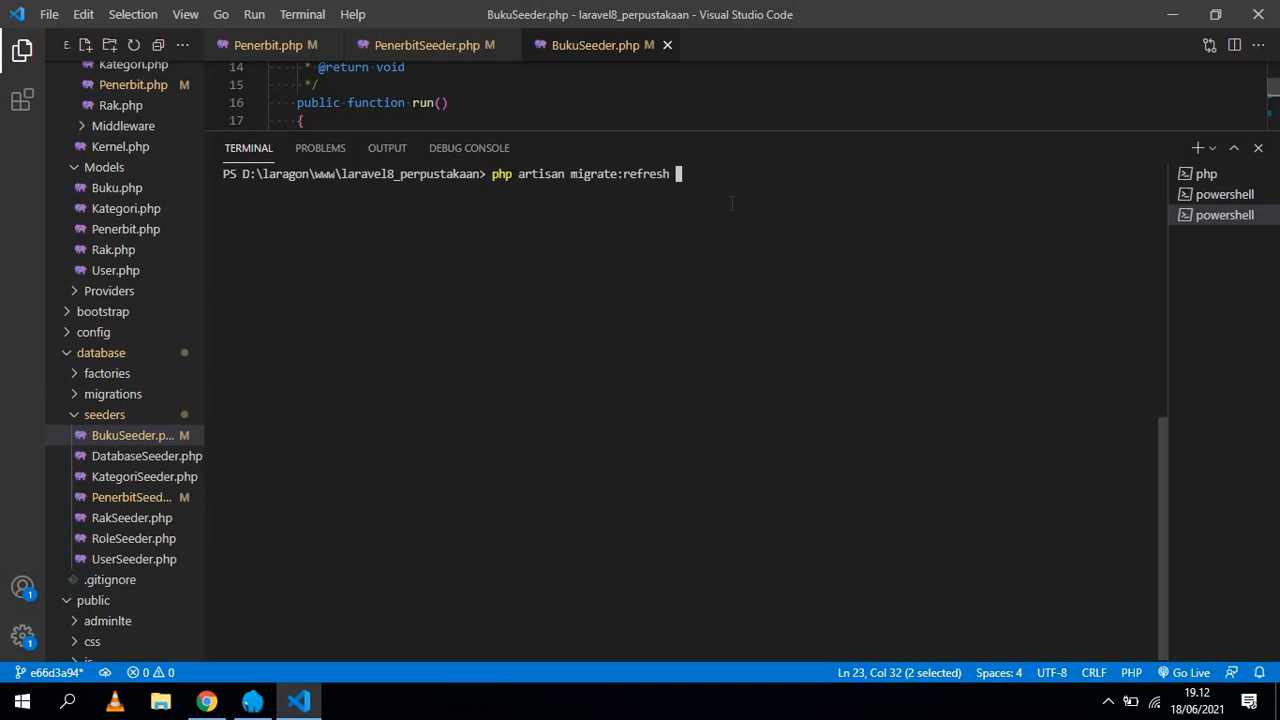 File Edit Selection View Go Run Terminal Help BukuSeeder.php - laravel8_perpustakaan - Visual Studio Code
E. ··· Penerbit.php M PenerbitSeeder.php M BukuSeeder.php M
Kategori.php
Penerbit.php M
Rak.php
Middleware
Kernel.php
Models
Buku.php
Kategori.php
Penerbit.php
Rak.php
User.php
Providers
bootstrap
config
database
factories
migrations
seeders
BukuSeeder.p... M
DatabaseSeeder.php
KategoriSeeder.php
PenerbitSeed... M
RakSeeder.php
RoleSeeder.php
UserSeeder.php
.gitignore
public
adminlte
css
14 * @return void
15 */
16 public function run()
17 {
TERMINAL PROBLEMS OUTPUT DEBUG CONSOLE
PS D:\laragon\www\laravel8_perpustakaan> php artisan migrate:refresh
php
powershell
powershell
1
1
e66d3a94* 0 0 Ln 23, Col 32 (2 selected) Spaces: 4 UTF-8 CRLF PHP Go Live
19.12
18/06/2021